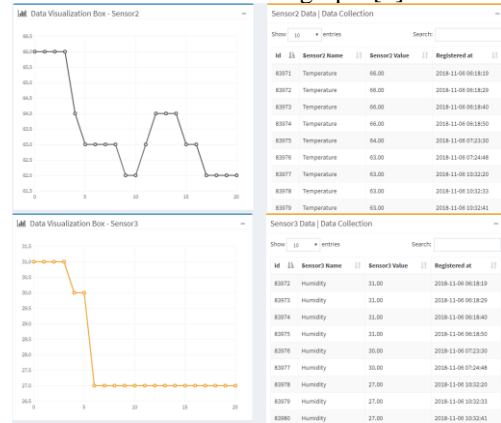 Data Visualization Box - Sensor2
66.5
66.0
65.5
65.0
64.5
64.0
63.5
63.0
62.5
62.0
61.5
0 5 10 15 20
Sensor2 Data | Data Collection
Show 10 entries Search:
Id Sensor2 Name Sensor2 Value Registered at
83971 Temperature 66.00 2018-11-06 06:18:19
83972 Temperature 66.00 2018-11-06 06:18:29
83973 Temperature 66.00 2018-11-06 06:18:40
83974 Temperature 66.00 2018-11-06 06:18:50
83975 Temperature 64.00 2018-11-06 07:23:30
83976 Temperature 63.00 2018-11-06 07:24:48
83977 Temperature 63.00 2018-11-06 10:32:20
83978 Temperature 63.00 2018-11-06 10:32:33
83979 Temperature 63.00 2018-11-06 10:32:41
Data Visualization Box - Sensor3
31.5
31.0
30.5
30.0
29.5
29.0
28.5
28.0
27.5
27.0
26.5
0 5 10 15 20
Sensor3 Data | Data Collection
Show 10 entries Search:
Id Sensor3 Name Sensor3 Value Registered at
83972 Humidity 31.00 2018-11-06 06:18:19
83973 Humidity 31.00 2018-11-06 06:18:29
83974 Humidity 31.00 2018-11-06 06:18:40
83975 Humidity 31.00 2018-11-06 06:18:50
83976 Humidity 30.00 2018-11-06 07:23:30
83977 Humidity 30.00 2018-11-06 07:24:48
83978 Humidity 27.00 2018-11-06 10:32:20
83979 Humidity 27.00 2018-11-06 10:32:33
83980 Humidity 27.00 2018-11-06 10:32:41